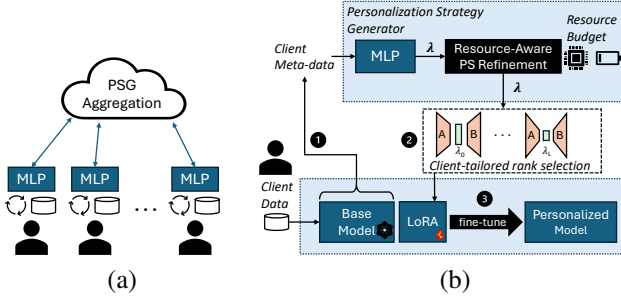 PSG
Aggregation
MLP
MLP
MLP
...
(a)
Personalization Strategy
Generator
Resource
Budget
Client
Meta-data
MLP
λ
Resource-Aware
PS Refinement
λ
1
2
A
B
λ₀
. . .
A
B
λL
Client-tailored rank selection
Client
Data
Base
Model
LoRA
3
fine-tune
Personalized
Model
(b)